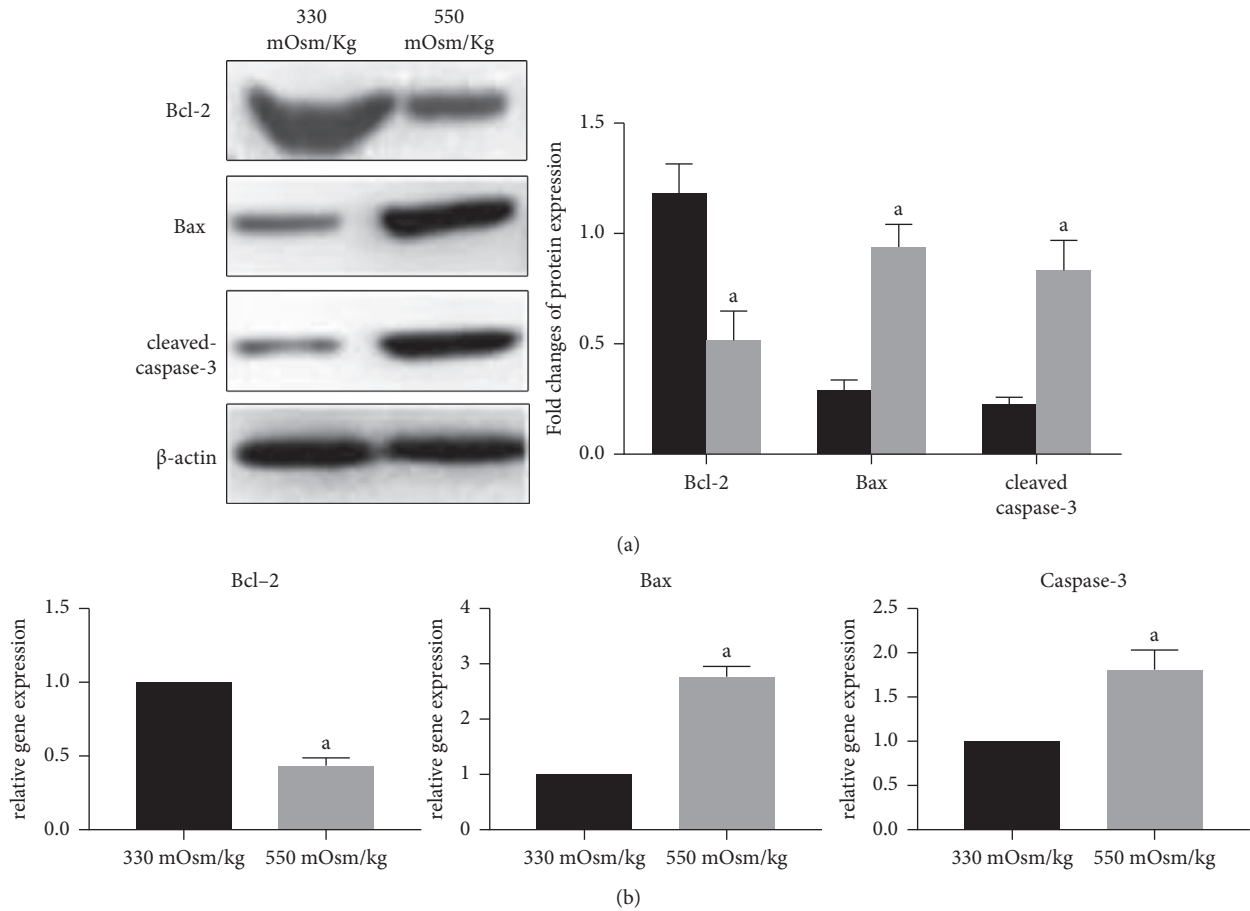 330
mOsm/Kg
550
mOsm/Kg
Bcl-2
Bax
cleaved-
caspase-3
β-actin
Fold changes of protein expression
1.5
1.0
0.5
0.0
a
a
a
Bcl-2
Bax
cleaved
caspase-3
(a)
Bcl–2
relative gene expression
1.5
1.0
0.5
0.0
a
330 mOsm/kg
550 mOsm/kg
Bax
relative gene expression
4
3
2
1
0
a
330 mOsm/kg
550 mOsm/kg
Caspase-3
relative gene expression
2.5
2.0
1.5
1.0
0.5
0.0
a
330 mOsm/kg
550 mOsm/kg
(b)